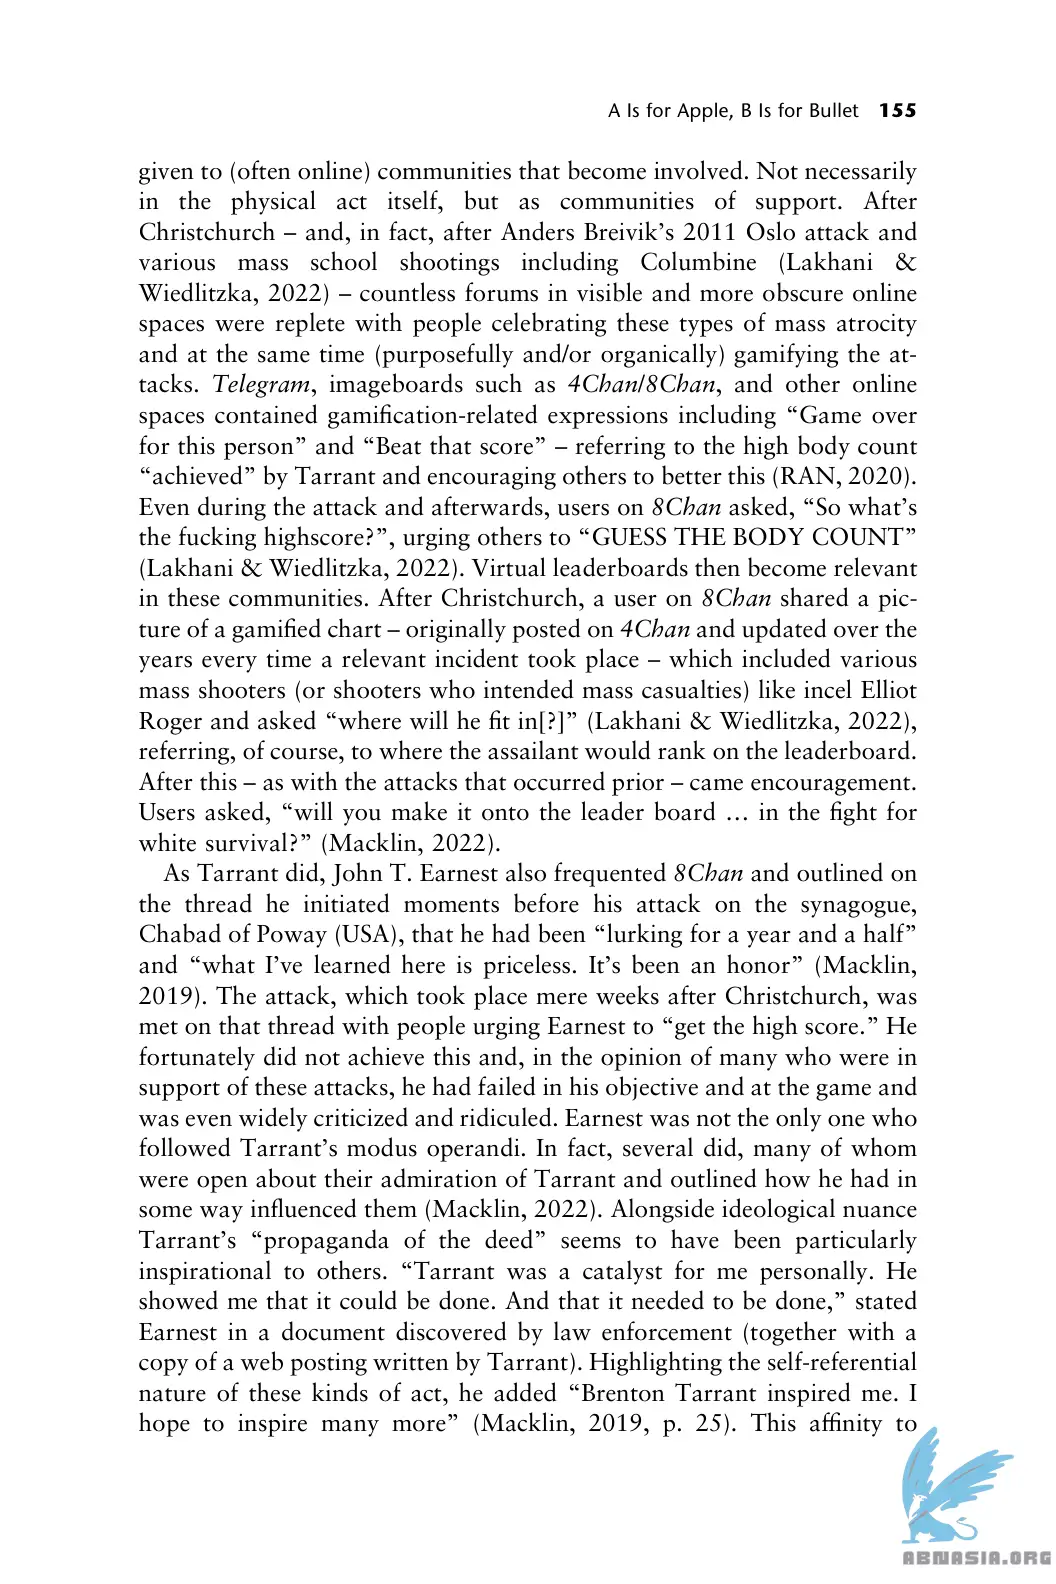 A Is for Apple, B Is for Bullet 155
given to (often online) communities that become involved. Not necessarily
in the physical act itself, but as communities of support. After
Christchurch – and, in fact, after Anders Breivik’s 2011 Oslo attack and
various mass school shootings including Columbine (Lakhani &
Wiedlitzka, 2022) – countless forums in visible and more obscure online
spaces were replete with people celebrating these types of mass atrocity
and at the same time (purposefully and/or organically) gamifying the at-
tacks. Telegram, imageboards such as 4Chan/8Chan, and other online
spaces contained gamification-related expressions including “Game over
for this person” and “Beat that score” – referring to the high body count
“achieved” by Tarrant and encouraging others to better this (RAN, 2020).
Even during the attack and afterwards, users on 8Chan asked, “So what’s
the fucking highscore?”, urging others to “GUESS THE BODY COUNT”
(Lakhani & Wiedlitzka, 2022). Virtual leaderboards then become relevant
in these communities. After Christchurch, a user on 8Chan shared a pic-
ture of a gamified chart – originally posted on 4Chan and updated over the
years every time a relevant incident took place – which included various
mass shooters (or shooters who intended mass casualties) like incel Elliot
Roger and asked “where will he fit in[?]” (Lakhani & Wiedlitzka, 2022),
referring, of course, to where the assailant would rank on the leaderboard.
After this – as with the attacks that occurred prior – came encouragement.
Users asked, “will you make it onto the leader board … in the fight for
white survival?” (Macklin, 2022).
As Tarrant did, John T. Earnest also frequented 8Chan and outlined on
the thread he initiated moments before his attack on the synagogue,
Chabad of Poway (USA), that he had been “lurking for a year and a half”
and “what I’ve learned here is priceless. It’s been an honor” (Macklin,
2019). The attack, which took place mere weeks after Christchurch, was
met on that thread with people urging Earnest to “get the high score.” He
fortunately did not achieve this and, in the opinion of many who were in
support of these attacks, he had failed in his objective and at the game and
was even widely criticized and ridiculed. Earnest was not the only one who
followed Tarrant’s modus operandi. In fact, several did, many of whom
were open about their admiration of Tarrant and outlined how he had in
some way influenced them (Macklin, 2022). Alongside ideological nuance
Tarrant’s “propaganda of the deed” seems to have been particularly
inspirational to others. “Tarrant was a catalyst for me personally. He
showed me that it could be done. And that it needed to be done,” stated
Earnest in a document discovered by law enforcement (together with a
copy of a web posting written by Tarrant). Highlighting the self-referential
nature of these kinds of act, he added “Brenton Tarrant inspired me. I
hope to inspire many more” (Macklin, 2019, p. 25). This affinity to
ABNASIA.ORG